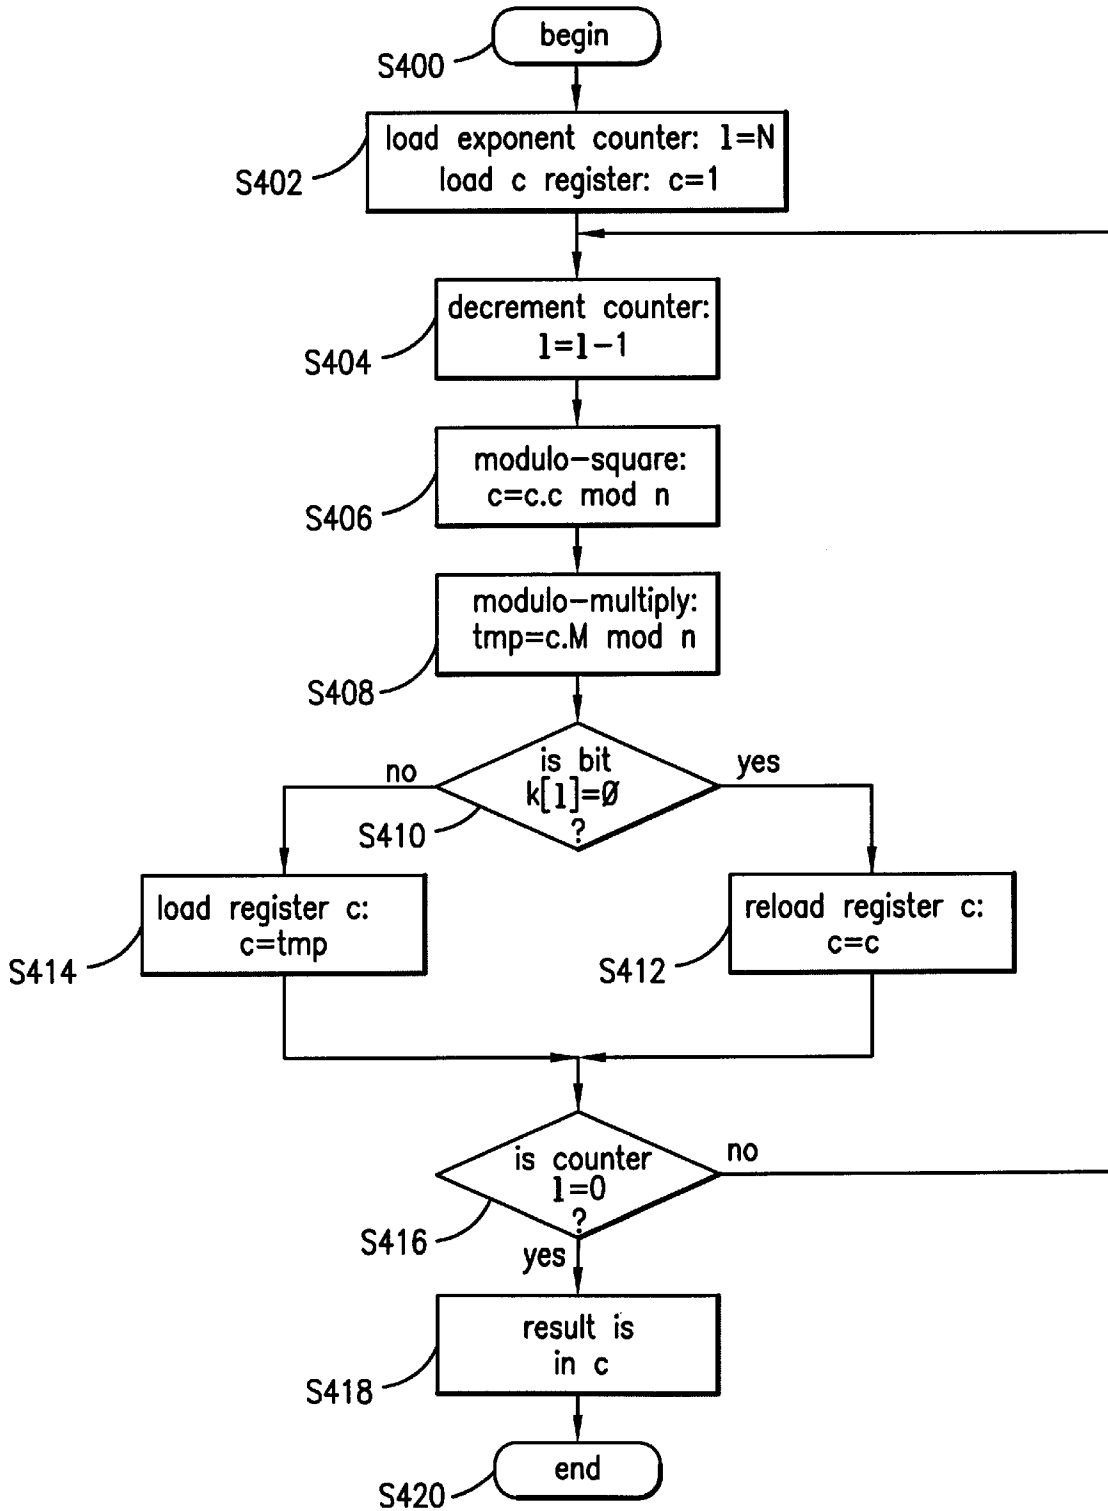 begin
S400
load exponent counter: l=N
load c register: c=1
S402
decrement counter:
l=l-1
S404
modulo-square:
c=c.c mod n
S406
modulo-multiply:
tmp=c.M mod n
S408
is bit
k[l]=Ø
?
no
yes
S410
load register c:
c=tmp
S414
reload register c:
c=c
S412
is counter
l=0
?
no
S416
yes
result is
in c
S418
end
S420